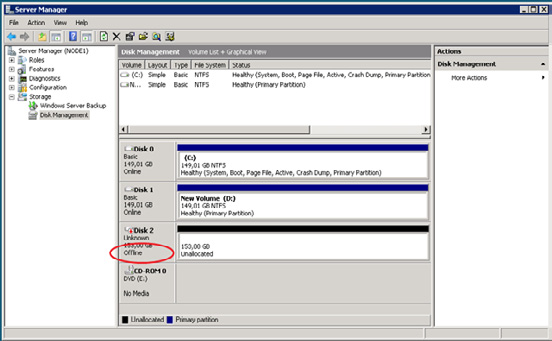 Server Manager
File Action View Help
Server Manager (NODE1)
Roles
Features
Diagnostics
Configuration
Storage
Windows Server Backup
Disk Management
Disk Management Volume List + Graphical View
Volume Layout Type File System Status
(C:) Simple Basic NTFS Healthy (System, Boot, Page File, Active, Crash Dump, Primary Partition)
N... Simple Basic NTFS Healthy (Primary Partition)
Disk 0
Basic
149,01 GB
Online
(C:)
149,01 GB NTFS
Healthy (System, Boot, Page File, Active, Crash Dump, Primary Partition)
Disk 1
Basic
149,01 GB
Online
New Volume (D:)
149,01 GB NTFS
Healthy (Primary Partition)
Disk 2
Unknown
153,00 GB
Offline
153,00 GB
Unallocated
CD-ROM 0
DVD (E:)
No Media
Unallocated Primary partition
Actions
Disk Management
More Actions